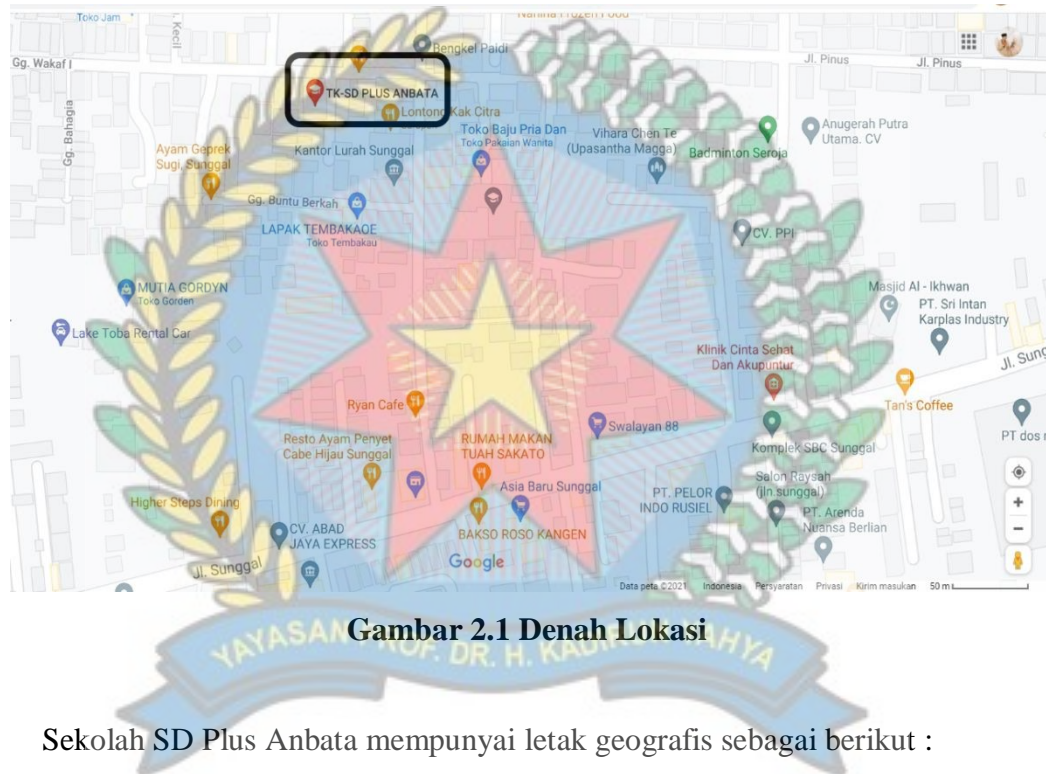 Toko Jam
Nahina Frozen Food
Kecil
Bengkel Paidi
Gg. Wakaf I
Jl. Pinus
Jl. Pinus
TK-SD PLUS ANBATA
Lontong Kak Citra
Gg. Bahagia
Toko Baju Pria Dan
Toko Pakaian Wanita
Vihara Chen Te
(Upasantha Magga)
Badminton Seroja
Anugerah Putra
Utama. CV
Ayam Geprek
Sugi, Sunggal
Kantor Lurah Sunggal
Gg. Buntu Berkah
LAPAK TEMBAKAOE
Toko Tembakau
CV. PPI
MUTIA GORDYN
Toko Gorden
Masjid Al - Ikhwan
PT. Sri Intan
Karplas Industry
Lake Toba Rental Car
Klinik Cinta Sehat
Dan Akupuntur
Jl. Sung
Ryan Cafe
Tan's Coffee
Swalayan 88
Resto Ayam Penyet
Cabe Hijau Sunggal
RUMAH MAKAN
TUAH SAKATO
Komplek SBC Sunggal
PT dos
Asia Baru Sunggal
Salon Raysah
(jln.sunggal)
PT. PELOR
INDO RUSIEL
Higher Steps Dining
PT. Arenda
Nuansa Berlian
CV. ABAD
JAYA EXPRESS
BAKSO ROSO KANGEN
Jl. Sunggal
Google
Data peta ©2021 Indonesia Persyaratan Privasi Kirim masukan 50 m
Gambar 2.1 Denah Lokasi
YAYASAN PROF. DR. H. KADIRUN YAHYA
Sekolah SD Plus Anbata mempunyai letak geografis sebagai berikut :